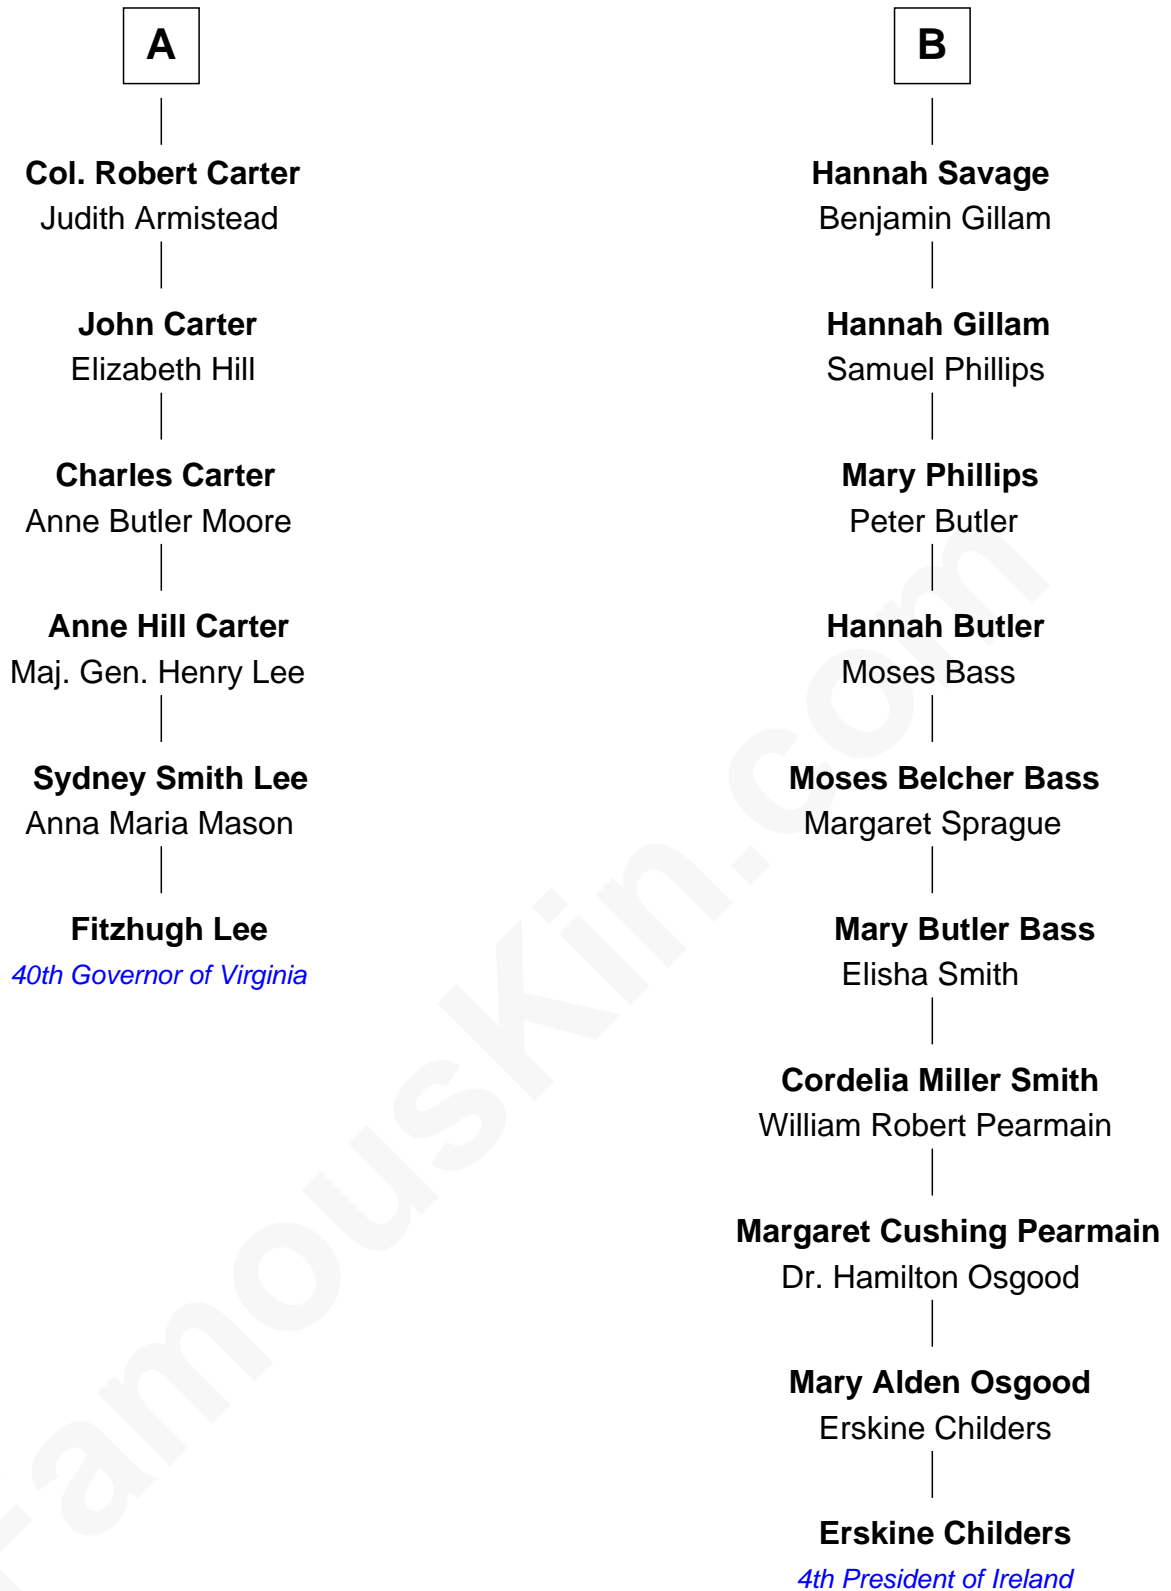 A
Col. Robert Carter
Judith Armistead
John Carter
Elizabeth Hill
Charles Carter
Anne Butler Moore
Anne Hill Carter
Maj. Gen. Henry Lee
Sydney Smith Lee
Anna Maria Mason
Fitzhugh Lee
40th Governor of Virginia
B
Hannah Savage
Benjamin Gillam
Hannah Gillam
Samuel Phillips
Mary Phillips
Peter Butler
Hannah Butler
Moses Bass
Moses Belcher Bass
Margaret Sprague
Mary Butler Bass
Elisha Smith
Cordelia Miller Smith
William Robert Pearmain
Margaret Cushing Pearmain
Dr. Hamilton Osgood
Mary Alden Osgood
Erskine Childers
Erskine Childers
4th President of Ireland
FamousKin.com